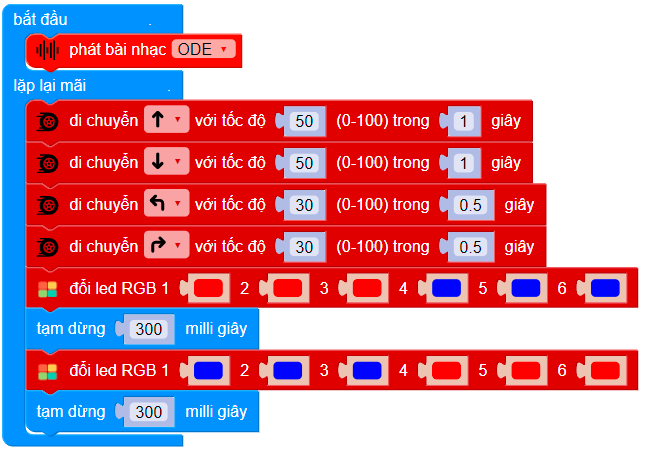 bắt đầu .
phát bài nhạc ODE
lặp lại mãi .
di chuyển với tốc độ 50 (0-100) trong 1 giây
di chuyển với tốc độ 50 (0-100) trong 1 giây
di chuyển với tốc độ 30 (0-100) trong 0.5 giây
di chuyển với tốc độ 30 (0-100) trong 0.5 giây
đổi led RGB 1 2 3 4 5 6
tạm dừng 300 milli giây
đổi led RGB 1 2 3 4 5 6
tạm dừng 300 milli giây